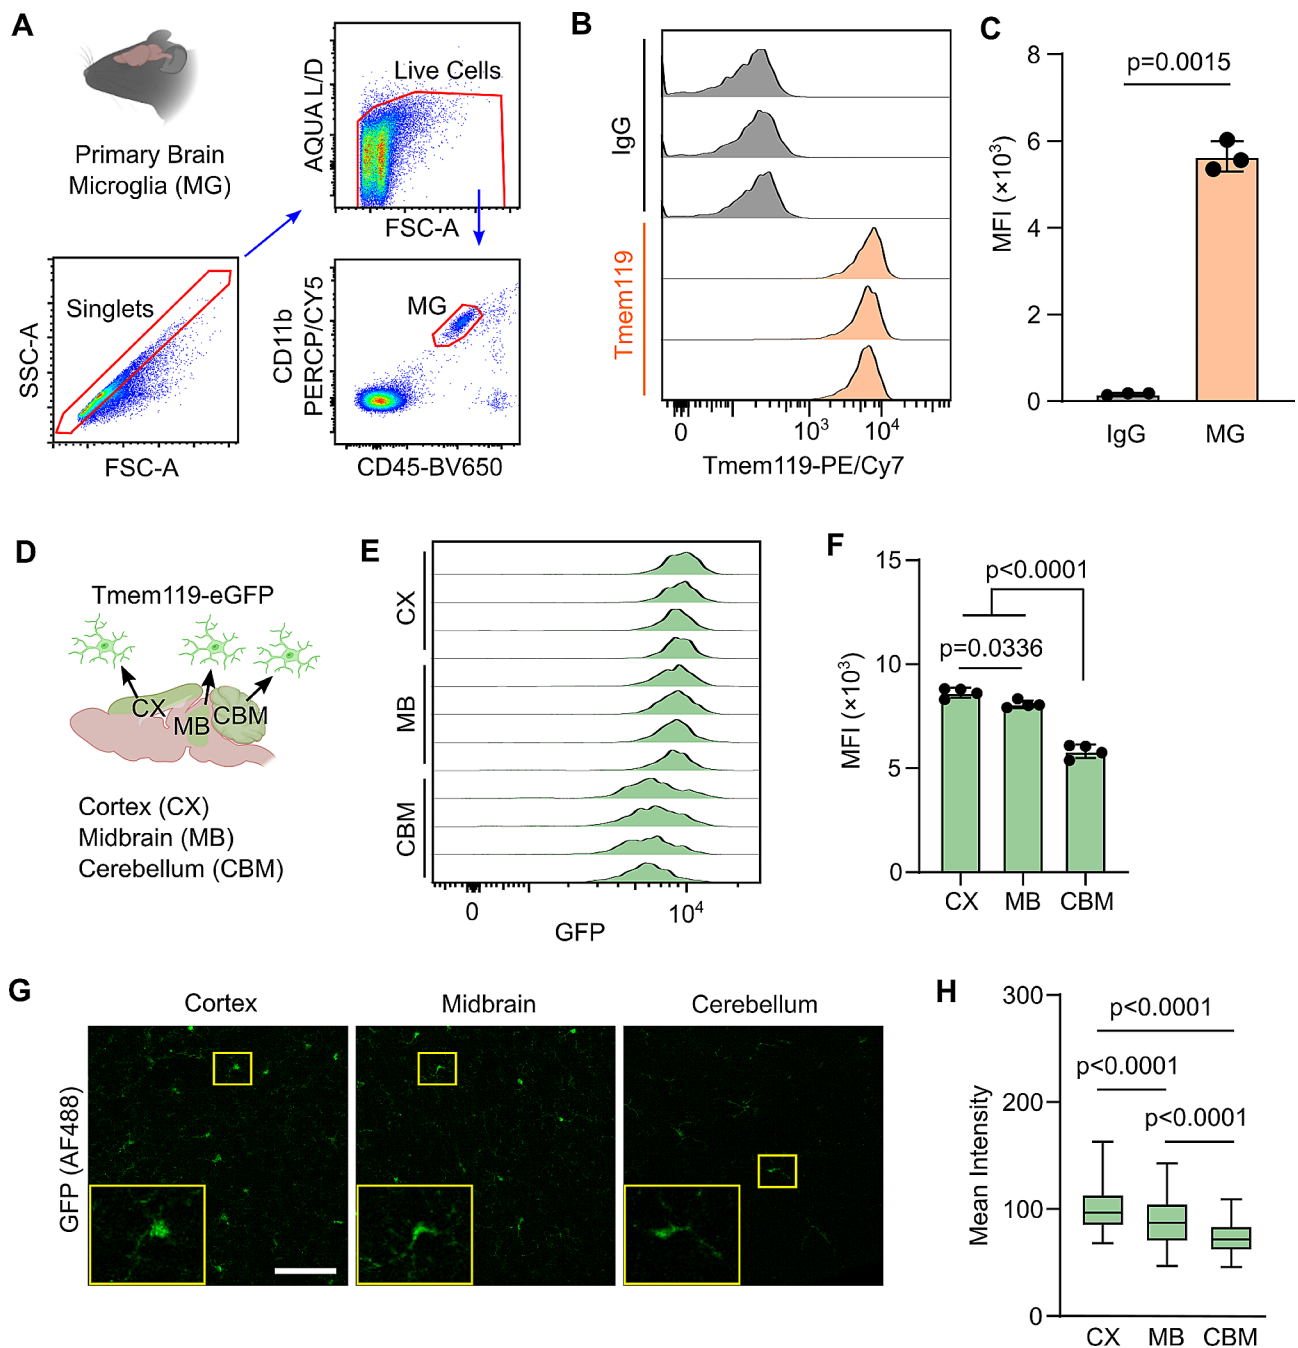 A
Primary Brain
Microglia (MG)
AQUA L/D
Live Cells
FSC-A
SSC-A
Singlets
FSC-A
CD11b
PERCP/CY5
MG
CD45-BV650
B
IgG
Tmem119
0
10³
10⁴
Tmem119-PE/Cy7
C
MFI (×10³)
8
6
4
2
0
p=0.0015
IgG
MG
D
Tmem119-eGFP
CX
MB
CBM
Cortex (CX)
Midbrain (MB)
Cerebellum (CBM)
E
CX
MB
CBM
0
10⁴
GFP
F
MFI (×10³)
15
10
5
0
p<0.0001
p=0.0336
CX
MB
CBM
G
Cortex
Midbrain
Cerebellum
GFP (AF488)
H
Mean Intensity
300
200
100
0
p<0.0001
p<0.0001
p<0.0001
CX
MB
CBM